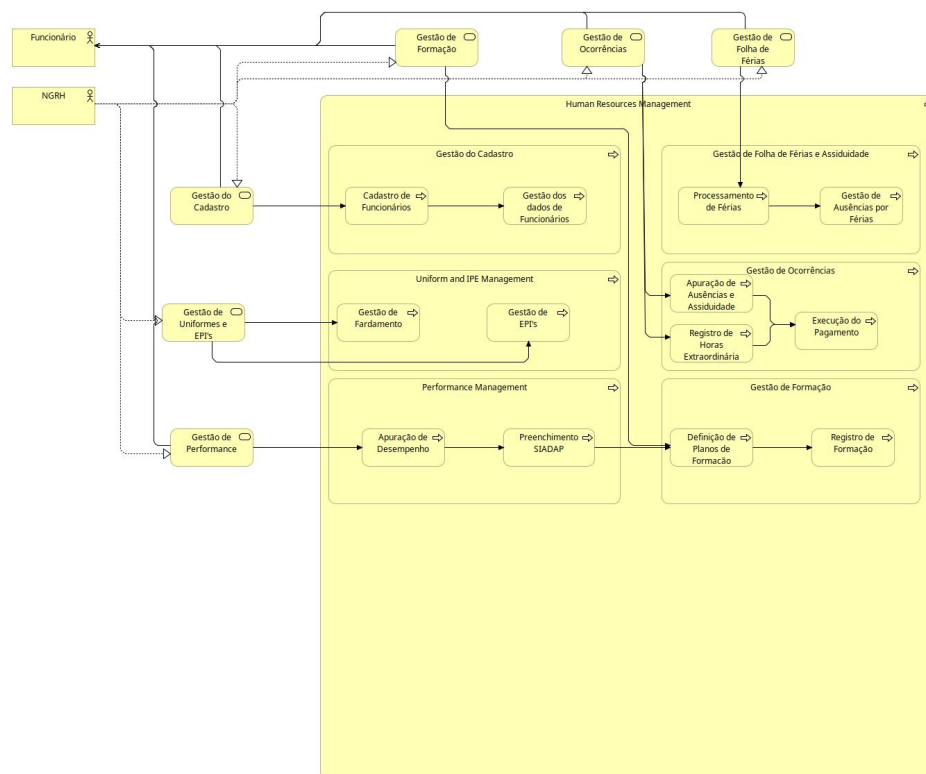 Funcionário
Gestão de
Formação
Gestão de
Ocorrências
Gestão de
Folha de
Férias
NGRH
Human Resources Management
Gestão do Cadastro
Gestão de Folha de Férias e Assiduidade
Gestão do
Cadastro
Cadastro de
Funcionários
Gestão dos
dados de
Funcionários
Processamento
de Férias
Gestão de
Ausências por
Férias
Uniform and IPE Management
Gestão de Ocorrências
Gestão de
Uniformes e
EPI's
Gestão de
Fardamento
Gestão de
EPI's
Apuração de
Ausências e
Assiduidade
Registro de
Horas
Extraordinária
Execução do
Pagamento
Performance Management
Gestão de Formação
Gestão de
Performance
Apuração de
Desempenho
Preenchimento
SIADAP
Definição de
Planos de
Formacão
Registro de
Formação